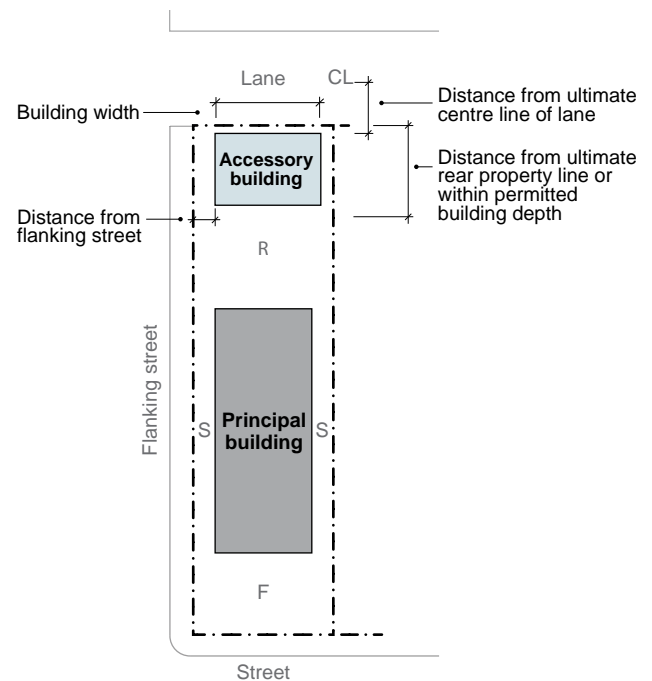 Lane
CL
Building width
Distance from ultimate
centre line of lane
Accessory
building
Distance from ultimate
rear property line or
within permitted
building depth
Distance from
flanking street
R
Flanking street
S
Principal
building
S
F
Street